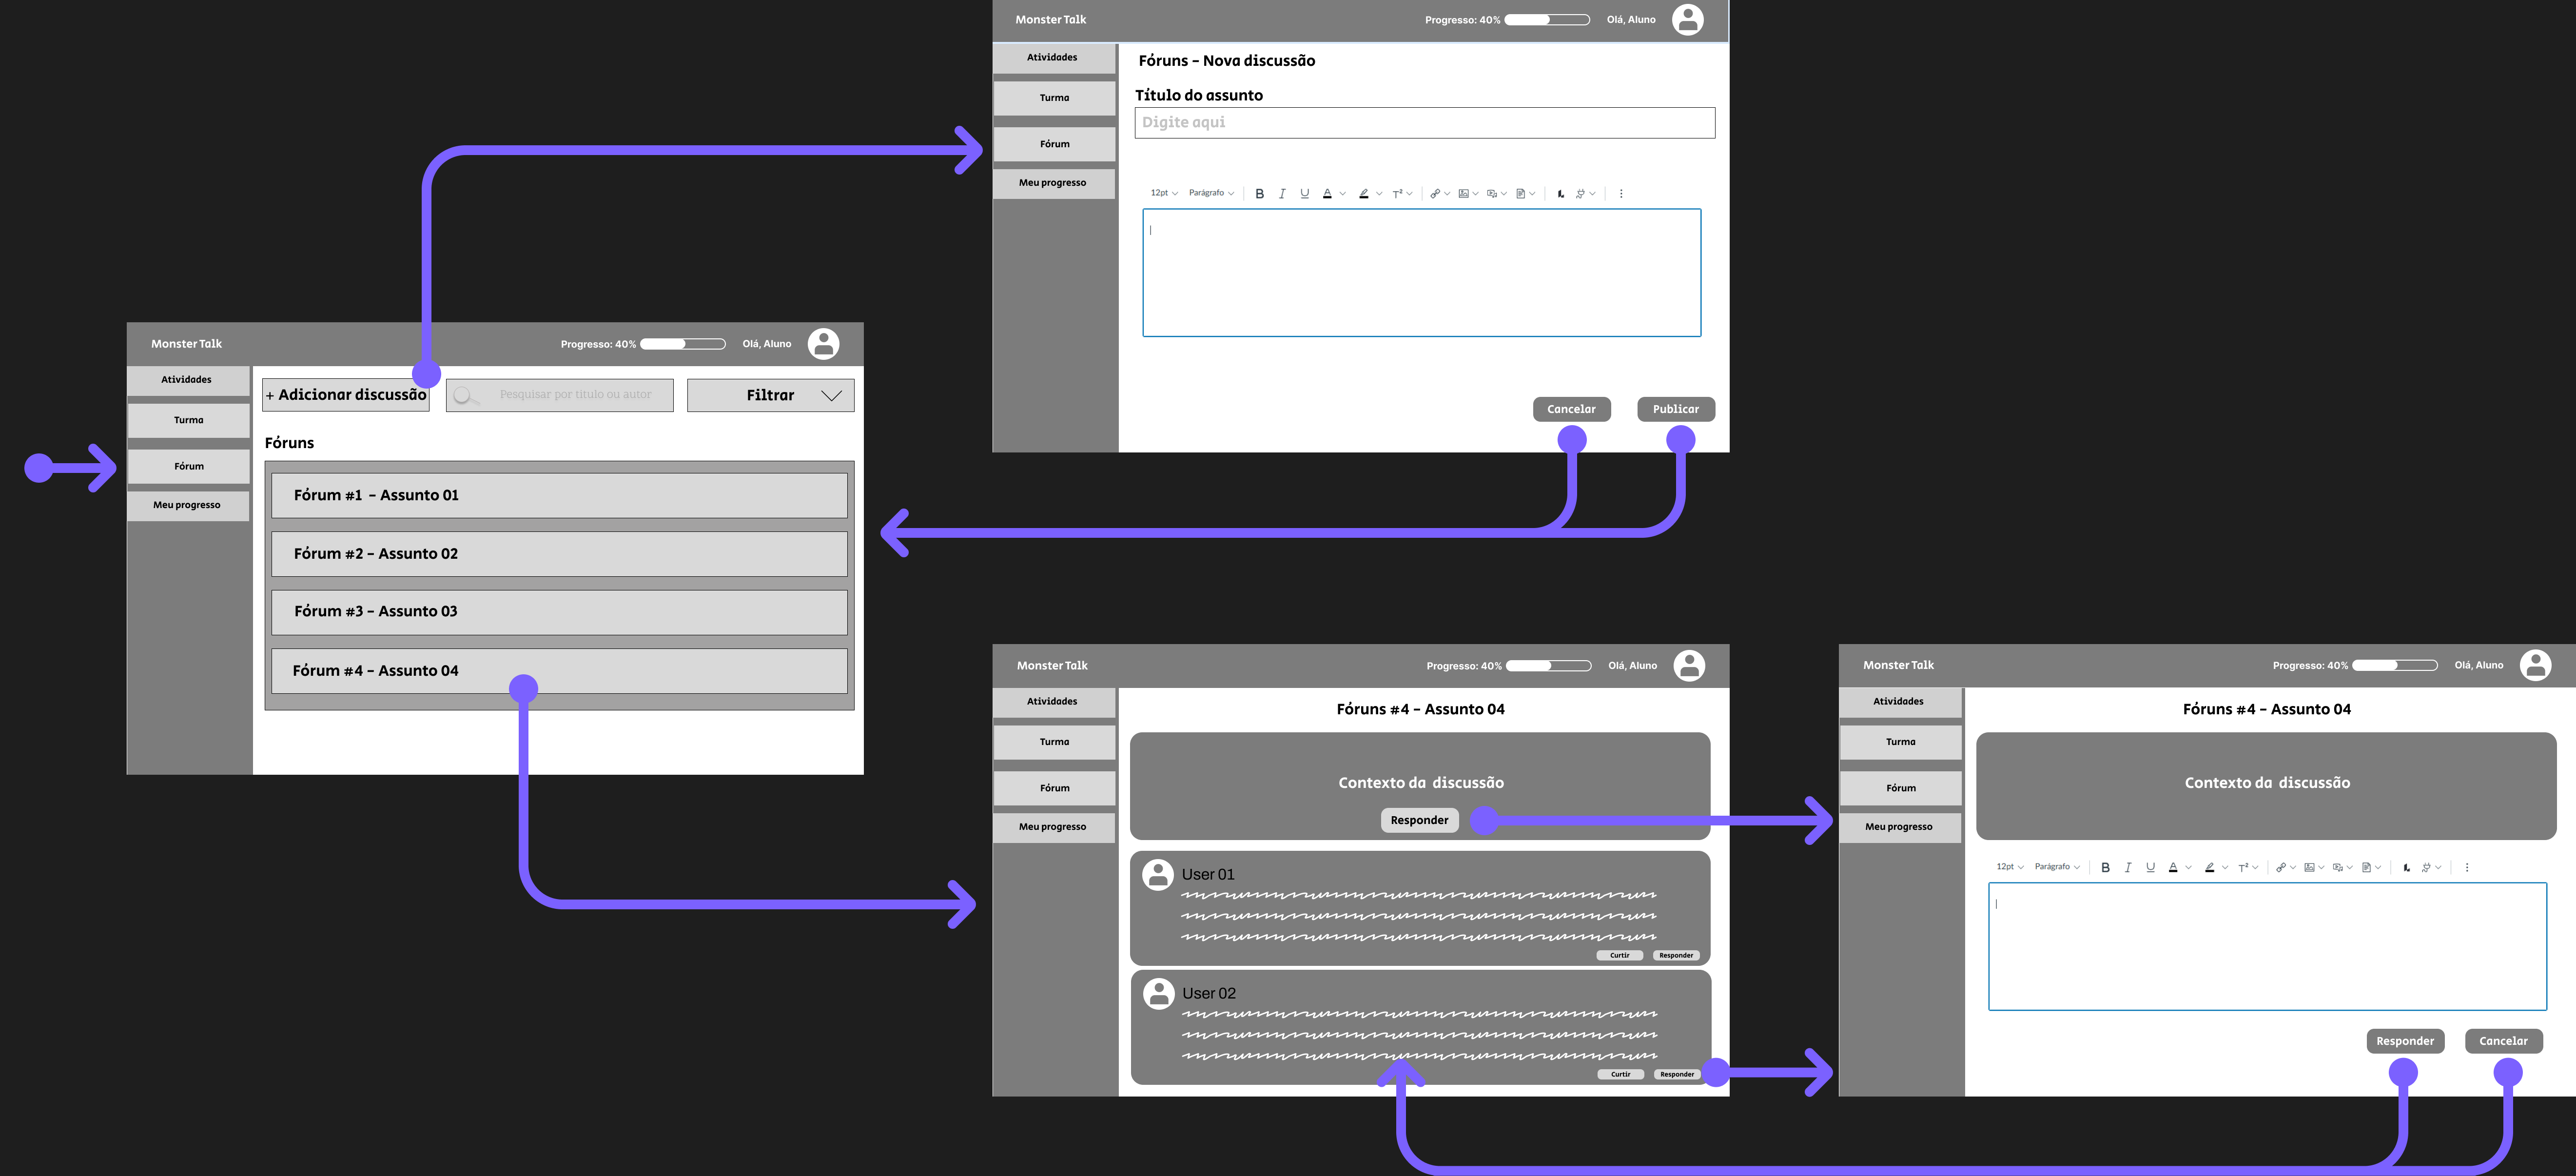 Monster Talk
Progresso: 40%
Olá, Aluno
Atividades
Turma
Fórum
Meu progresso
Fóruns - Nova discussão
Título do assunto
Digite aqui
12pt
Parágrafo
B I U A T²
Cancelar
Publicar
Monster Talk
Progresso: 40%
Olá, Aluno
Atividades
Turma
Fórum
Meu progresso
+ Adicionar discussão
Pesquisar por titulo ou autor
Filtrar
Fóruns
Fórum #1 - Assunto 01
Fórum #2 - Assunto 02
Fórum #3 - Assunto 03
Fórum #4 - Assunto 04
Monster Talk
Progresso: 40%
Olá, Aluno
Atividades
Turma
Fórum
Meu progresso
Fóruns #4 - Assunto 04
Contexto da discussão
Responder
User 01
Curtir
Responder
User 02
Curtir
Responder
Monster Talk
Progresso: 40%
Olá, Aluno
Atividades
Turma
Fórum
Meu progresso
Fóruns #4 - Assunto 04
Contexto da discussão
12pt
Parágrafo
B I U A T²
Responder
Cancelar